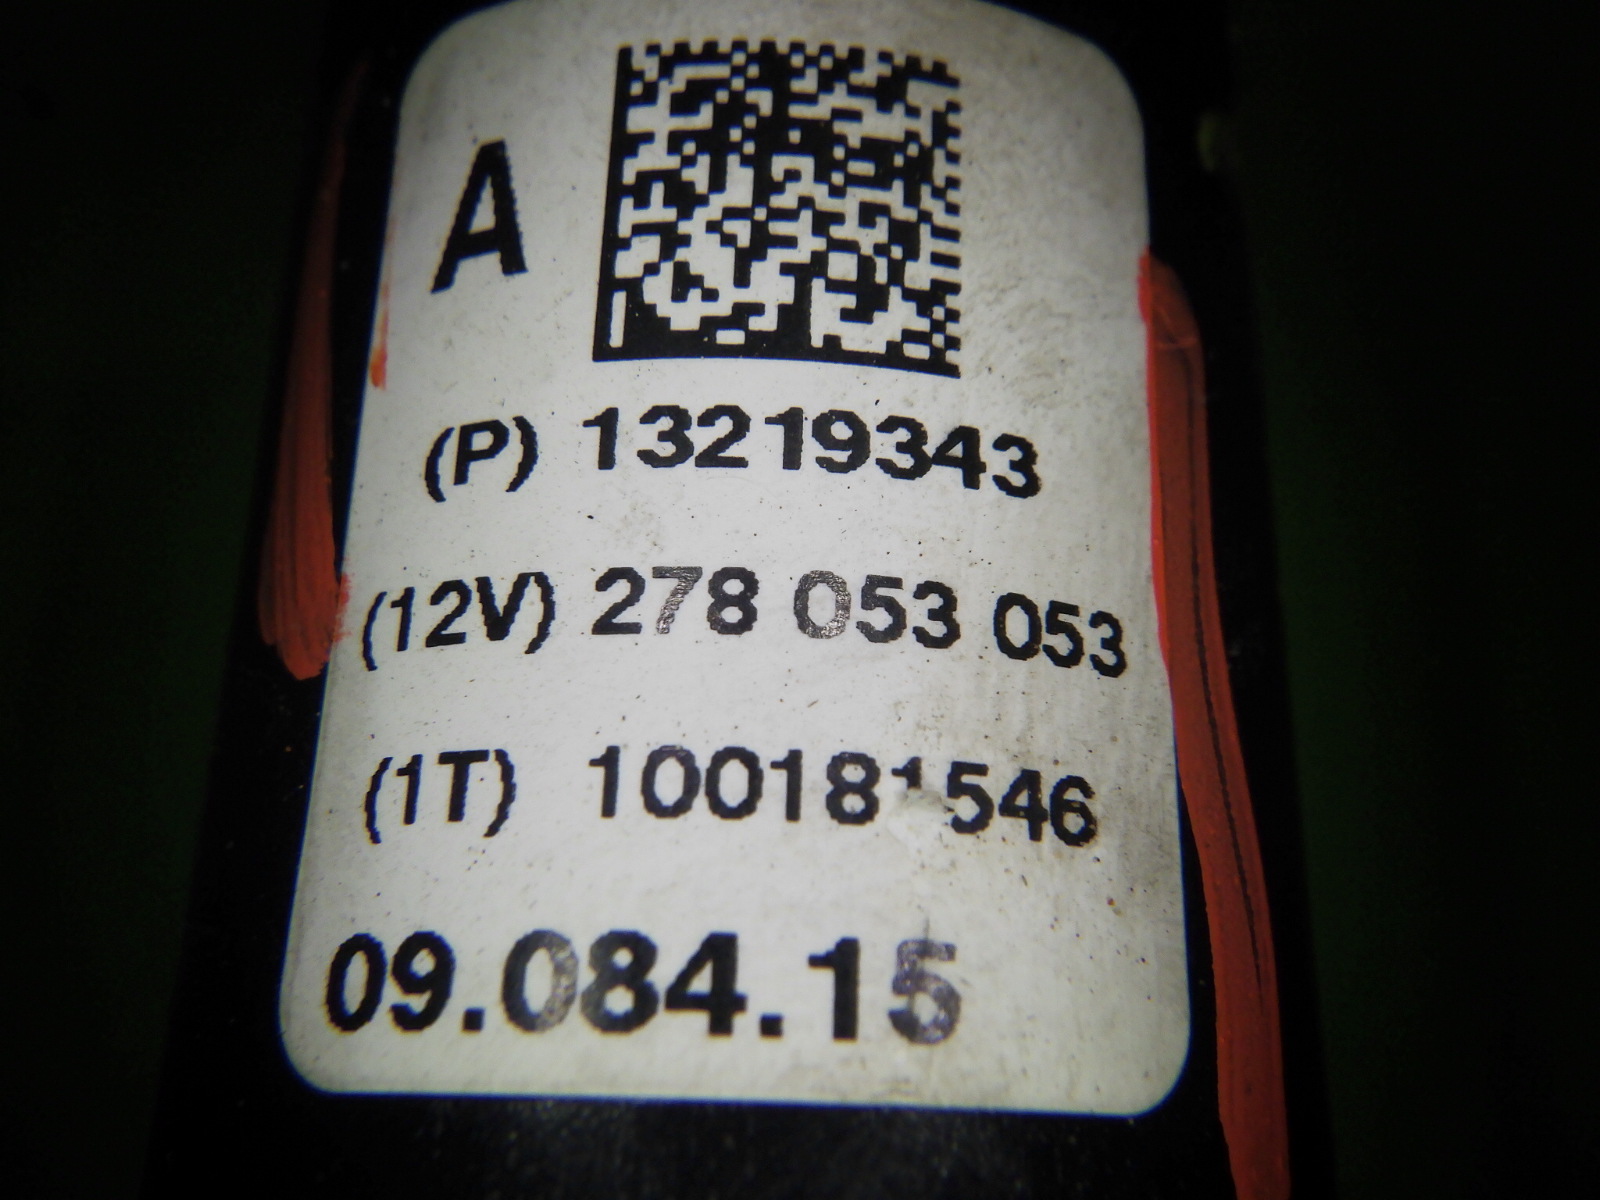 A
(P) 13219343
(12V) 278 053 053
(1T) 100181546
09.084.15